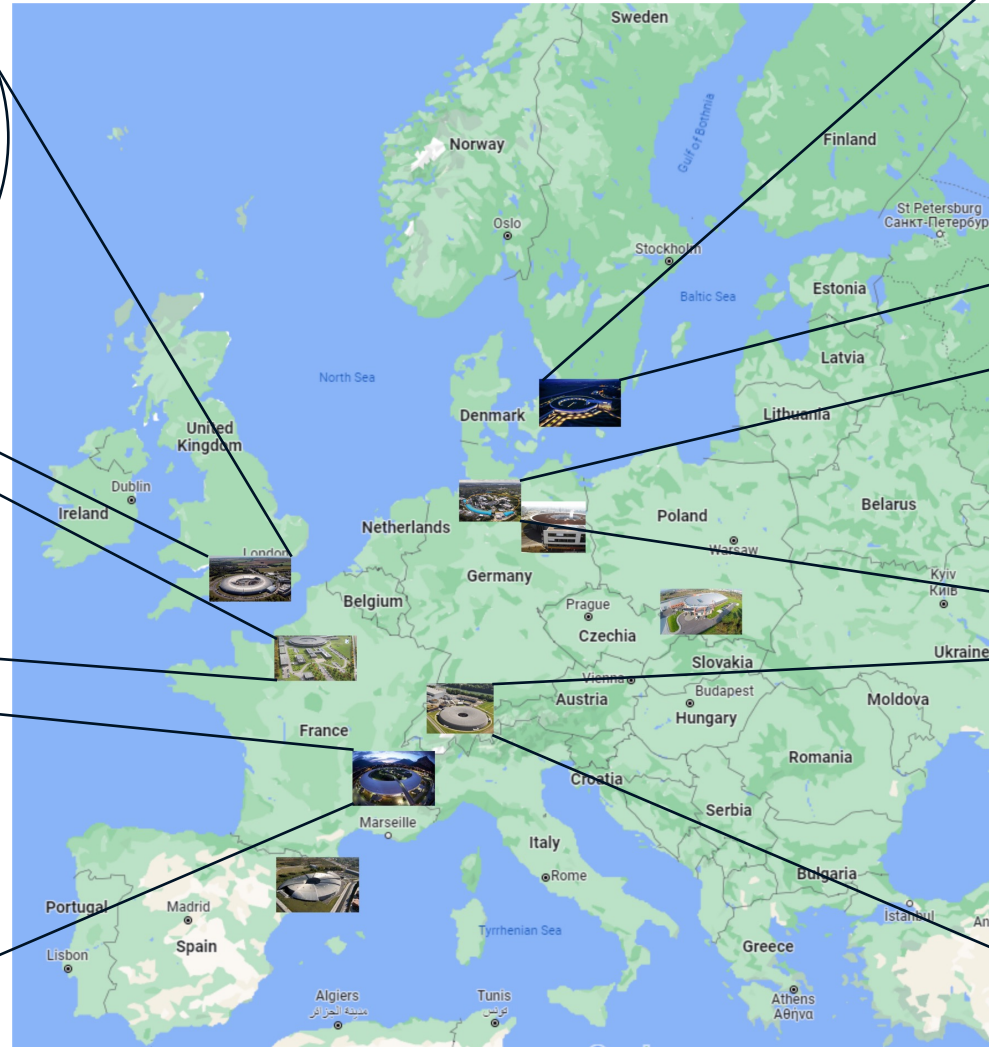 Sweden
Finland
Norway
Gulf of Bothnia
St Petersburg
Санкт-Петербур
Oslo
Stockholm
Estonia
Baltic Sea
Latvia
North Sea
Denmark
Lithuania
United
Kingdom
Dublin
Ireland
Belarus
Poland
Netherlands
Warsaw
London
Germany
Kyiv
Київ
Belgium
Prague
Czechia
Ukraine
Slovakia
Vienna
Budapest
Austria
Hungary
Moldova
France
Romania
Croatia
Serbia
Marseille
Italy
Bulgaria
Rome
Portugal
Madrid
Istanbul
An
Tyrrhenian Sea
Spain
Greece
Lisbon
Algiers
مدينة الجزائر
Tunis
تونس
Athens
Αθήνα